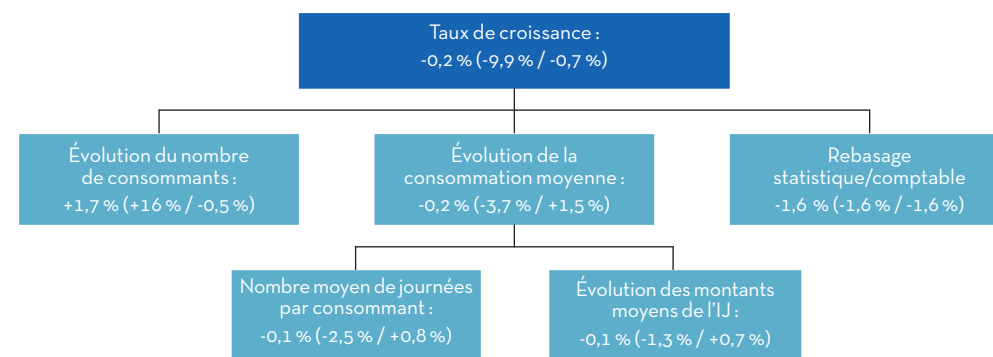 Taux de croissance :
-0,2 % (-9,9 % / -0,7 %)
Évolution du nombre
de consommants :
+1,7 % (+16 % / -0,5 %)
Évolution de la
consommation moyenne :
-0,2 % (-3,7 % / +1,5 %)
Rebasage
statistique/comptable
-1,6 % (-1,6 % / -1,6 %)
Nombre moyen de journées
par consommant :
-0,1 % (-2,5 % / +0,8 %)
Évolution des montants
moyens de l'IJ :
-0,1 % (-1,3 % / +0,7 %)